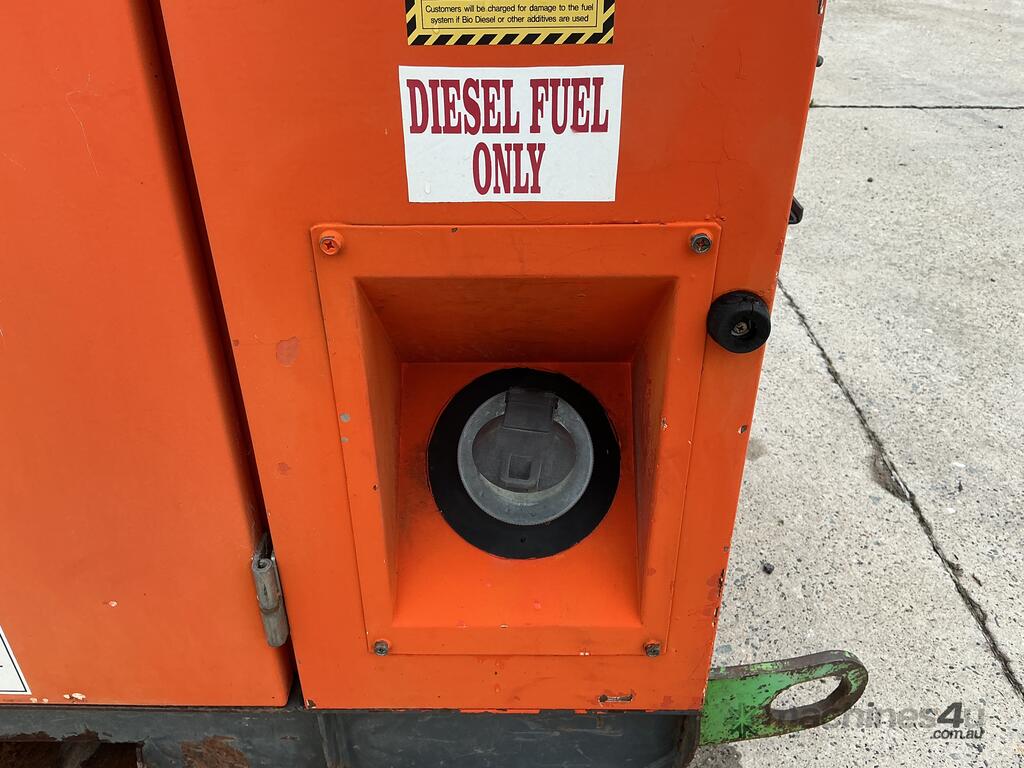 Customers will be charged for damage to the fuel
system if Bio Diesel or other additives are used
DIESEL FUEL
ONLY
machines4u
.com.au